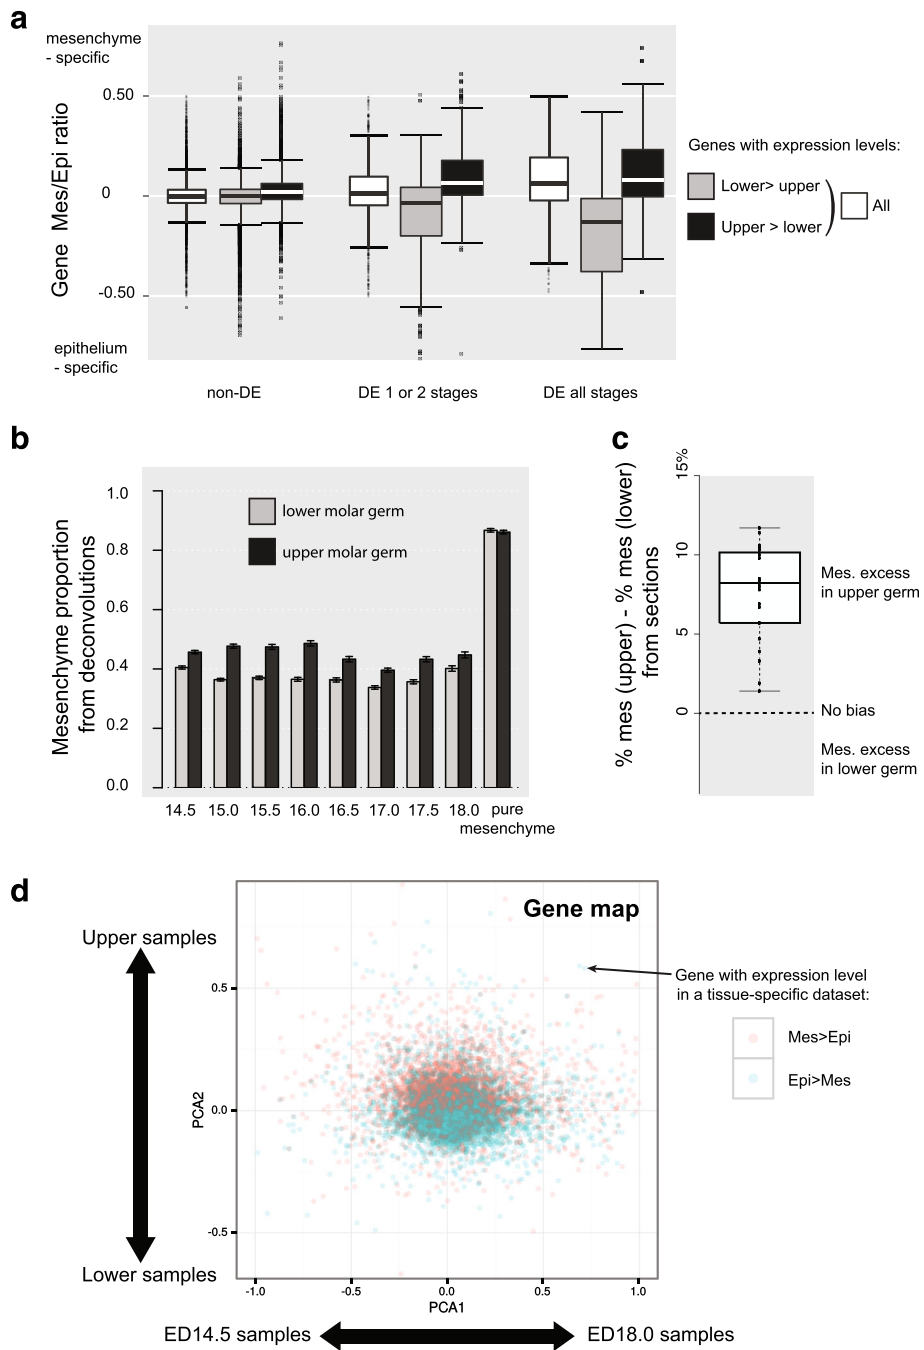 a
mesenchyme
- specific
0.50
0
-0.50
Gene Mes/Epi ratio
epithelium
- specific
non-DE
DE 1 or 2 stages
DE all stages
Genes with expression levels:
Lower> upper
Upper > lower
All
b
Mesenchyme proportion
from deconvolutions
1.0
0.8
0.6
0.4
0.2
0.0
lower molar germ
upper molar germ
14.5
15.0
15.5
16.0
16.5
17.0
17.5
18.0
pure
mesenchyme
c
% mes (upper) - % mes (lower)
from sections
15%
10
5
0
Mes. excess
in upper germ
No bias
Mes. excess
in lower germ
d
Gene map
Upper samples
Lower samples
PCA2
0.5
0.0
-0.5
-1.0
-0.5
0.0
0.5
1.0
PCA1
ED14.5 samples
ED18.0 samples
Gene with expression level
in a tissue-specific dataset:
Mes>Epi
Epi>Mes